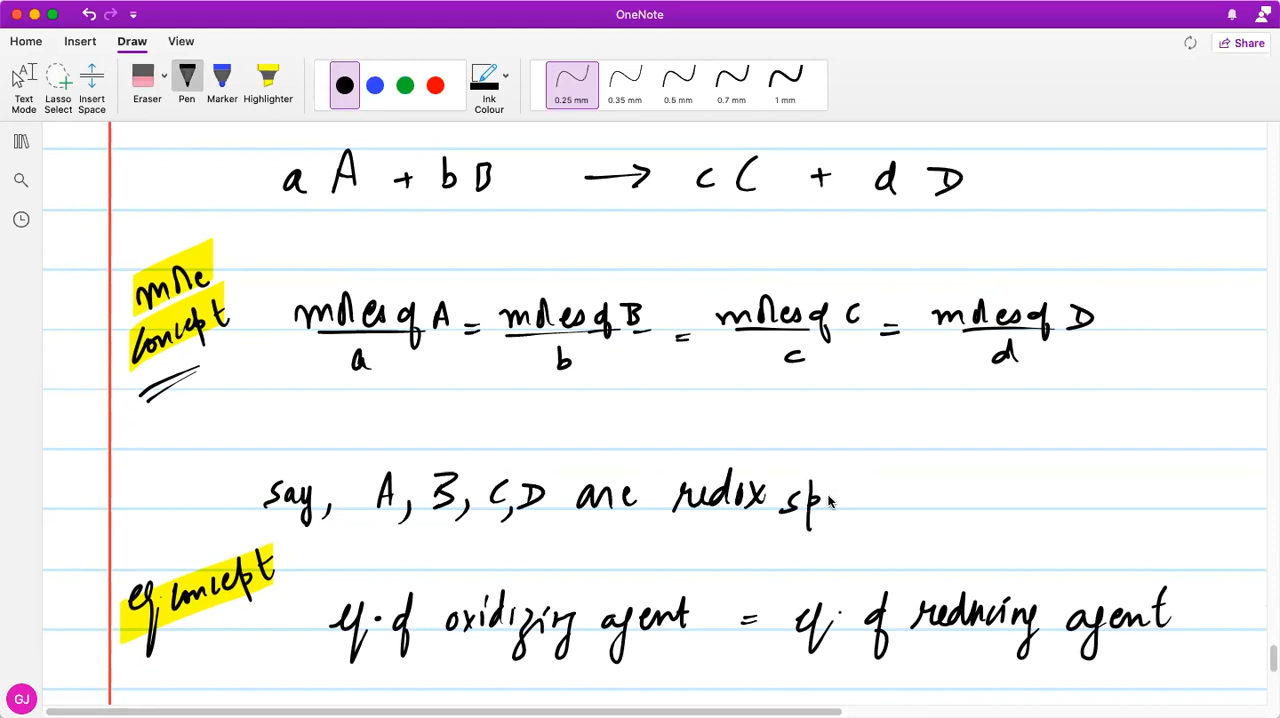 OneNote
Home Insert Draw View
Share
Text Mode Lasso Select Insert Space Eraser Pen Marker Highlighter Ink Colour 0.25 mm 0.35 mm 0.5 mm 0.7 mm 1 mm
a A + b B → c C + d D
mole concept
moles of A / a = moles of B / b = moles of C / c = moles of D / d
say, A, B, C, D are redox sp
eq. concept
eq. of oxidizing agent = eq. of reducing agent
GJ